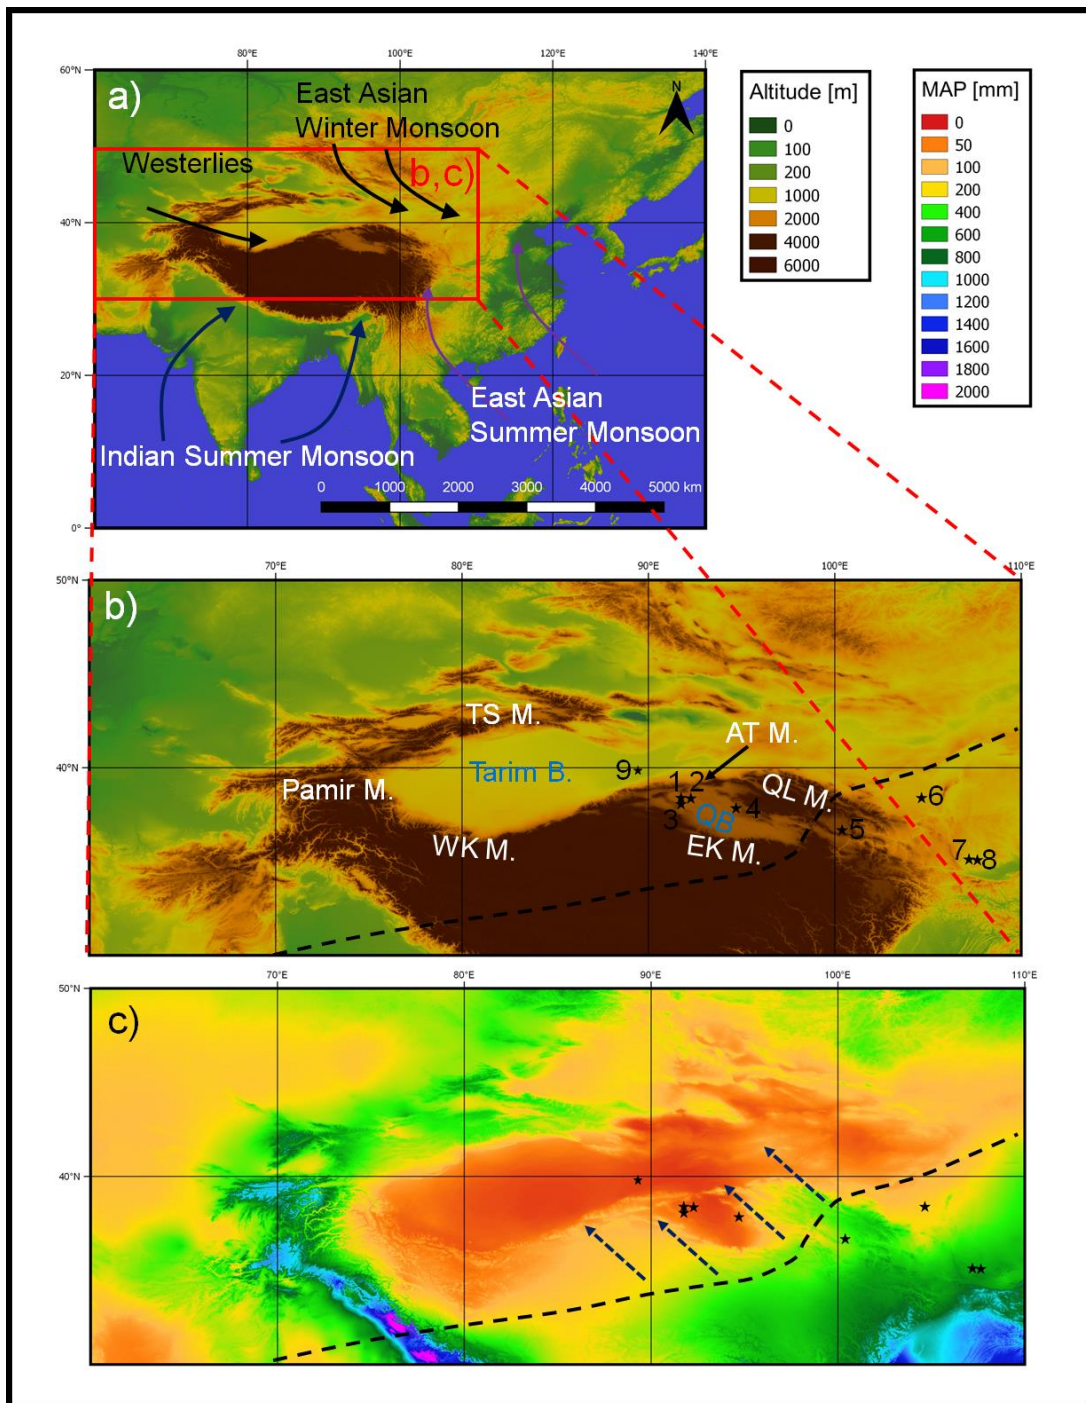 80°E 100°E 120°E 140°E
60°N
a)
East Asian
Winter Monsoon
N
Westerlies
b,c)
40°N
20°N
East Asian
Summer Monsoon
Indian Summer Monsoon
0 1000 2000 3000 4000 5000 km
0°
Altitude [m]
0
100
200
1000
2000
4000
6000
MAP [mm]
0
50
100
200
400
600
800
1000
1200
1400
1600
1800
2000
70°E 80°E 90°E 100°E 110°E
50°N
b)
TS M.
AT M.
40°N
Tarim B.
9
1 2
QL M.
Pamir M.
3
QB
4
6
5
WK M.
EK M.
7 8
70°E 80°E 90°E 100°E 110°E
50°N
c)
40°N